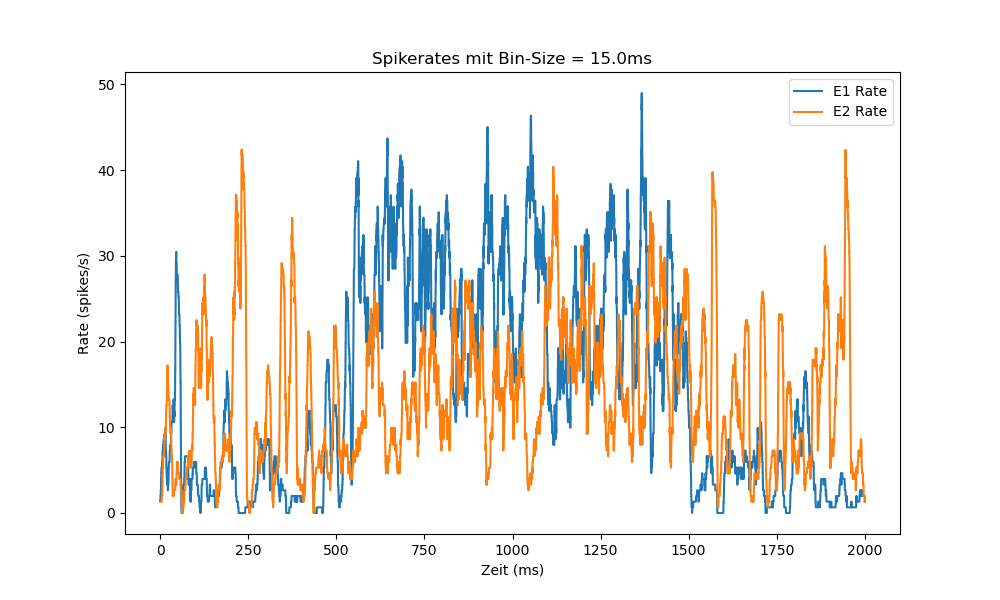 Spikerates mit Bin-Size = 15.0ms
E1 Rate
E2 Rate
Rate (spikes/s)
50
40
30
20
10
0
0 250 500 750 1000 1250 1500 1750 2000
Zeit (ms)